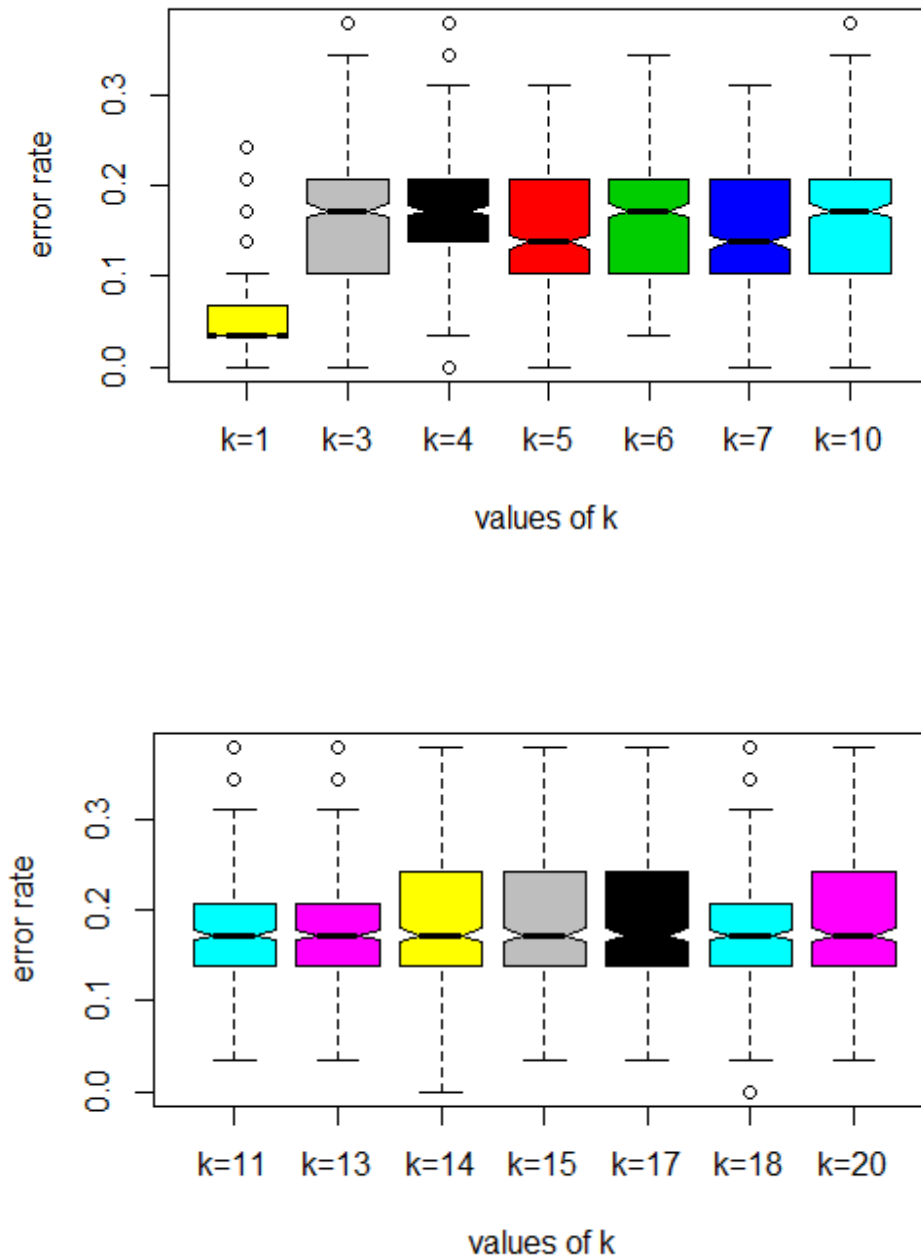 error rate
0.3
0.2
0.1
0.0
k=1 k=3 k=4 k=5 k=6 k=7 k=10
values of k
error rate
0.3
0.2
0.1
0.0
k=11 k=13 k=14 k=15 k=17 k=18 k=20
values of k